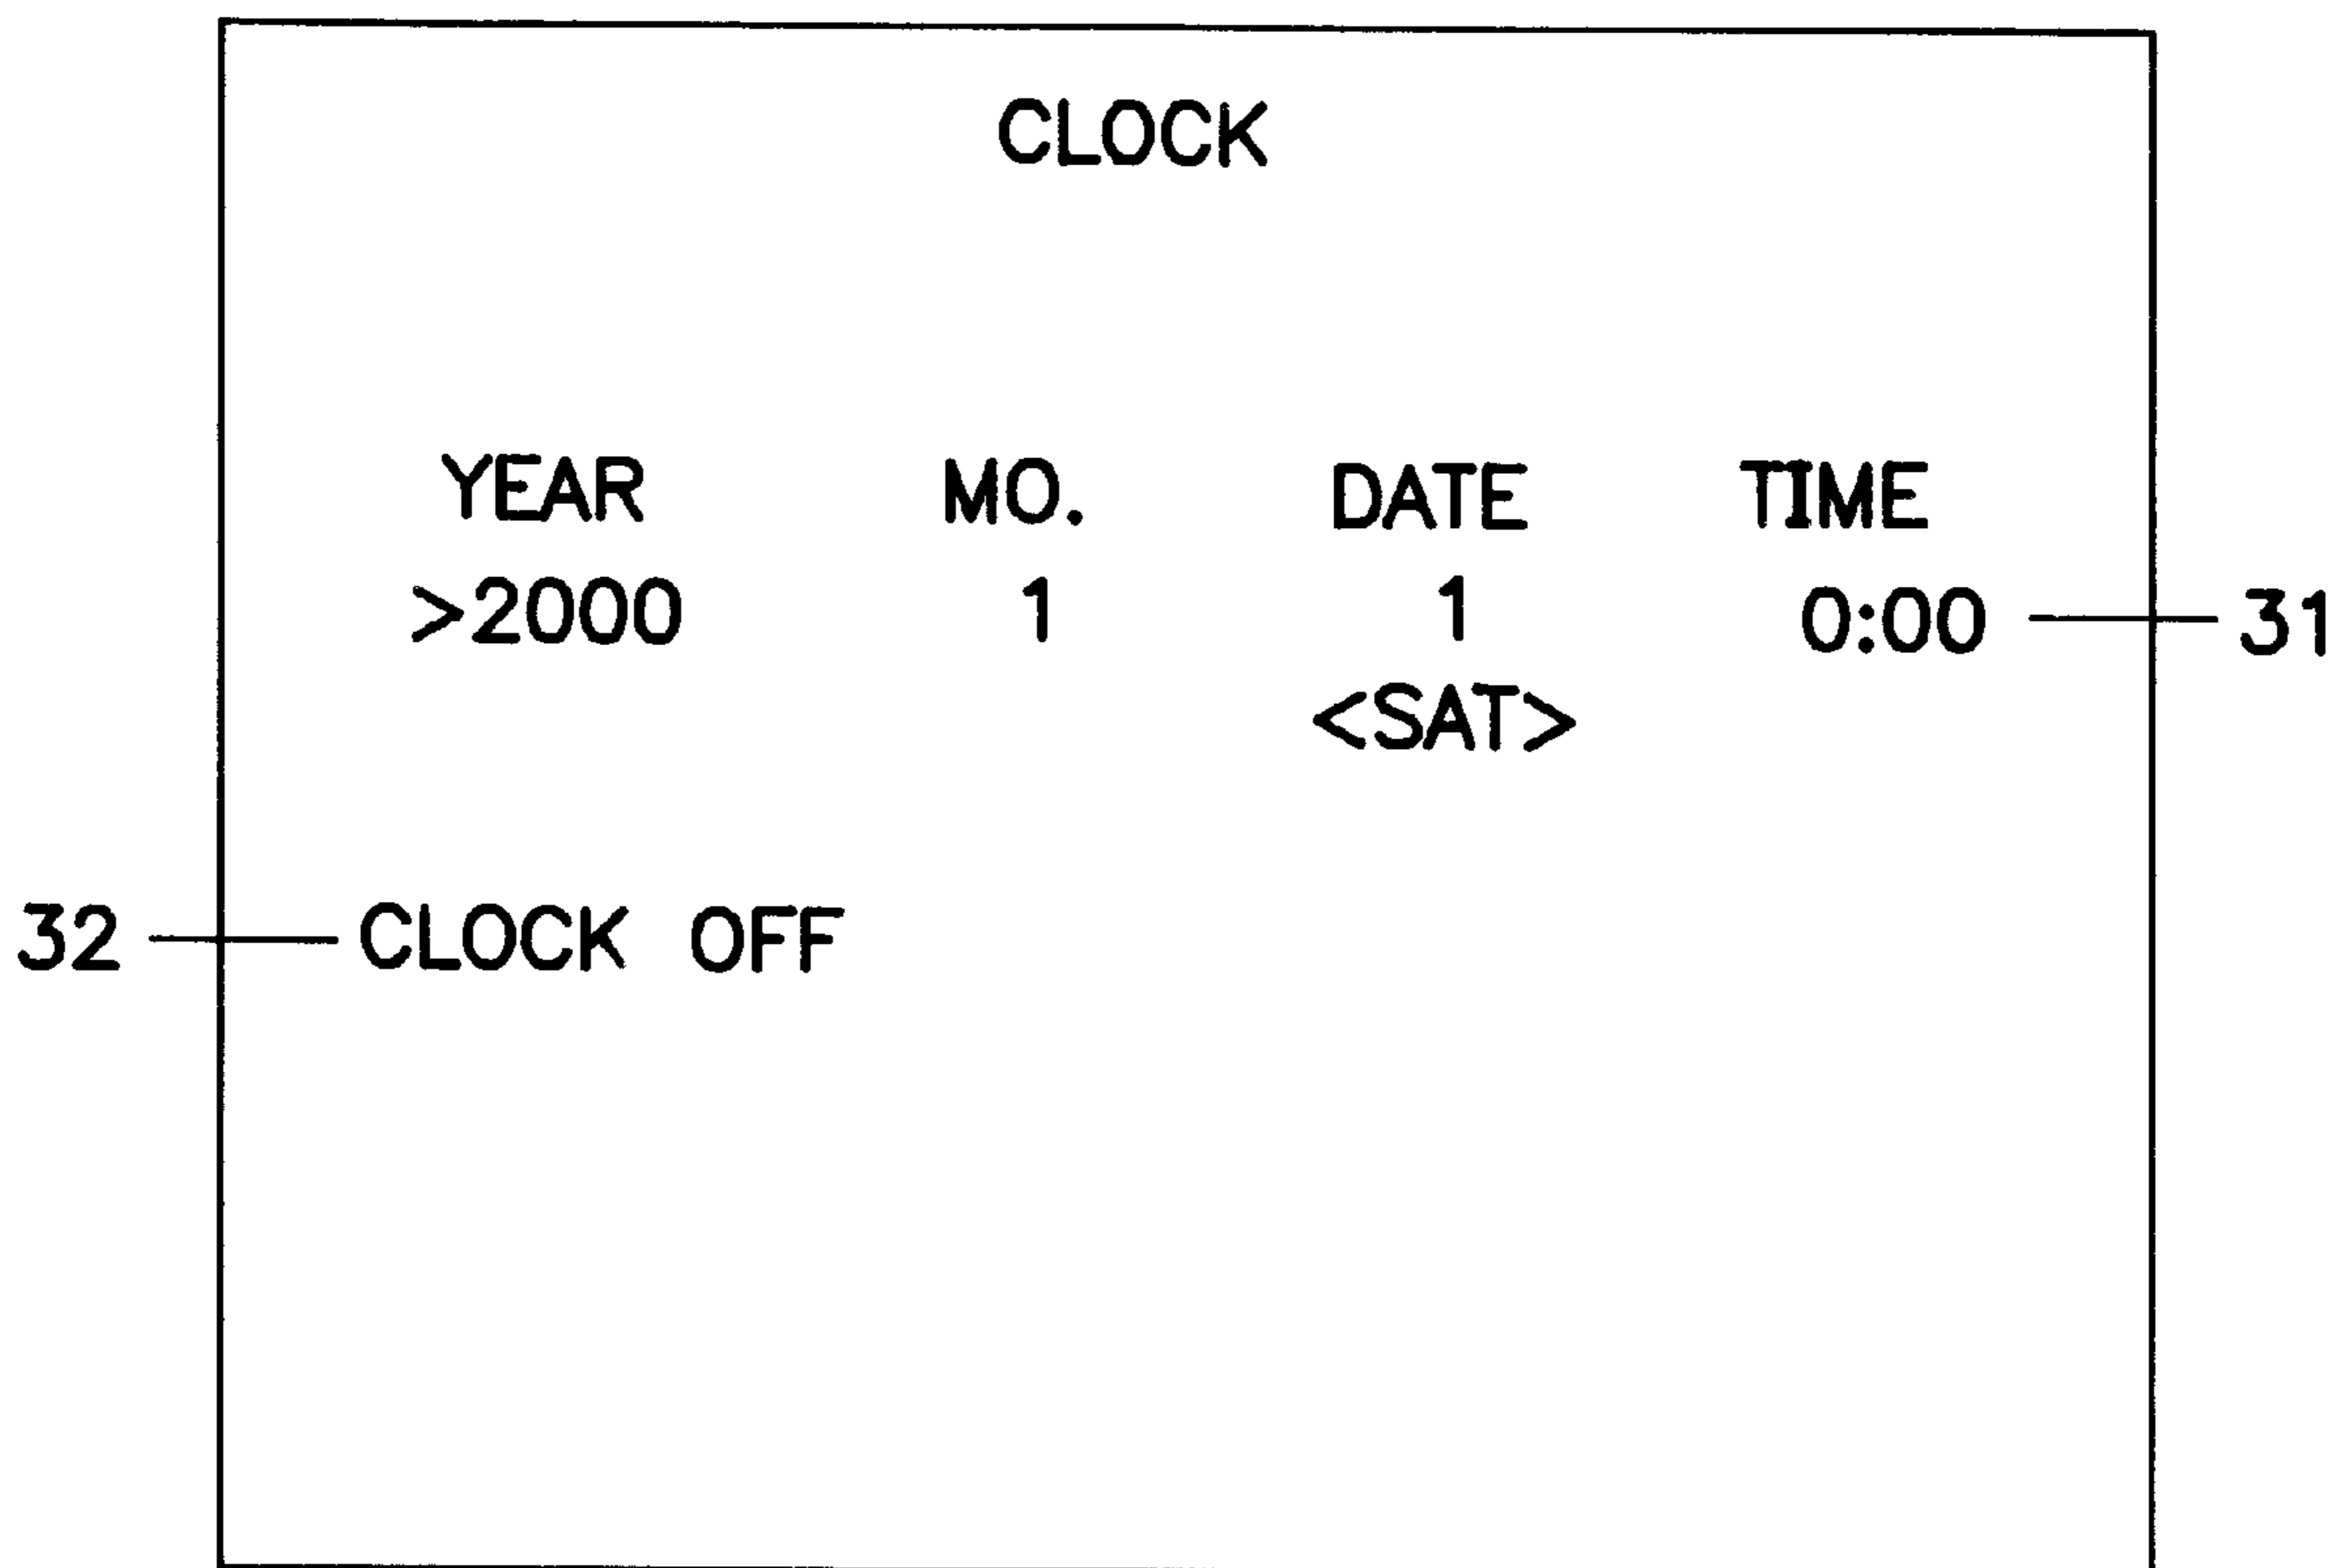 CLOCK
YEAR MO. DATE TIME
>2000 1 1 0:00 31
<SAT>
32 CLOCK OFF